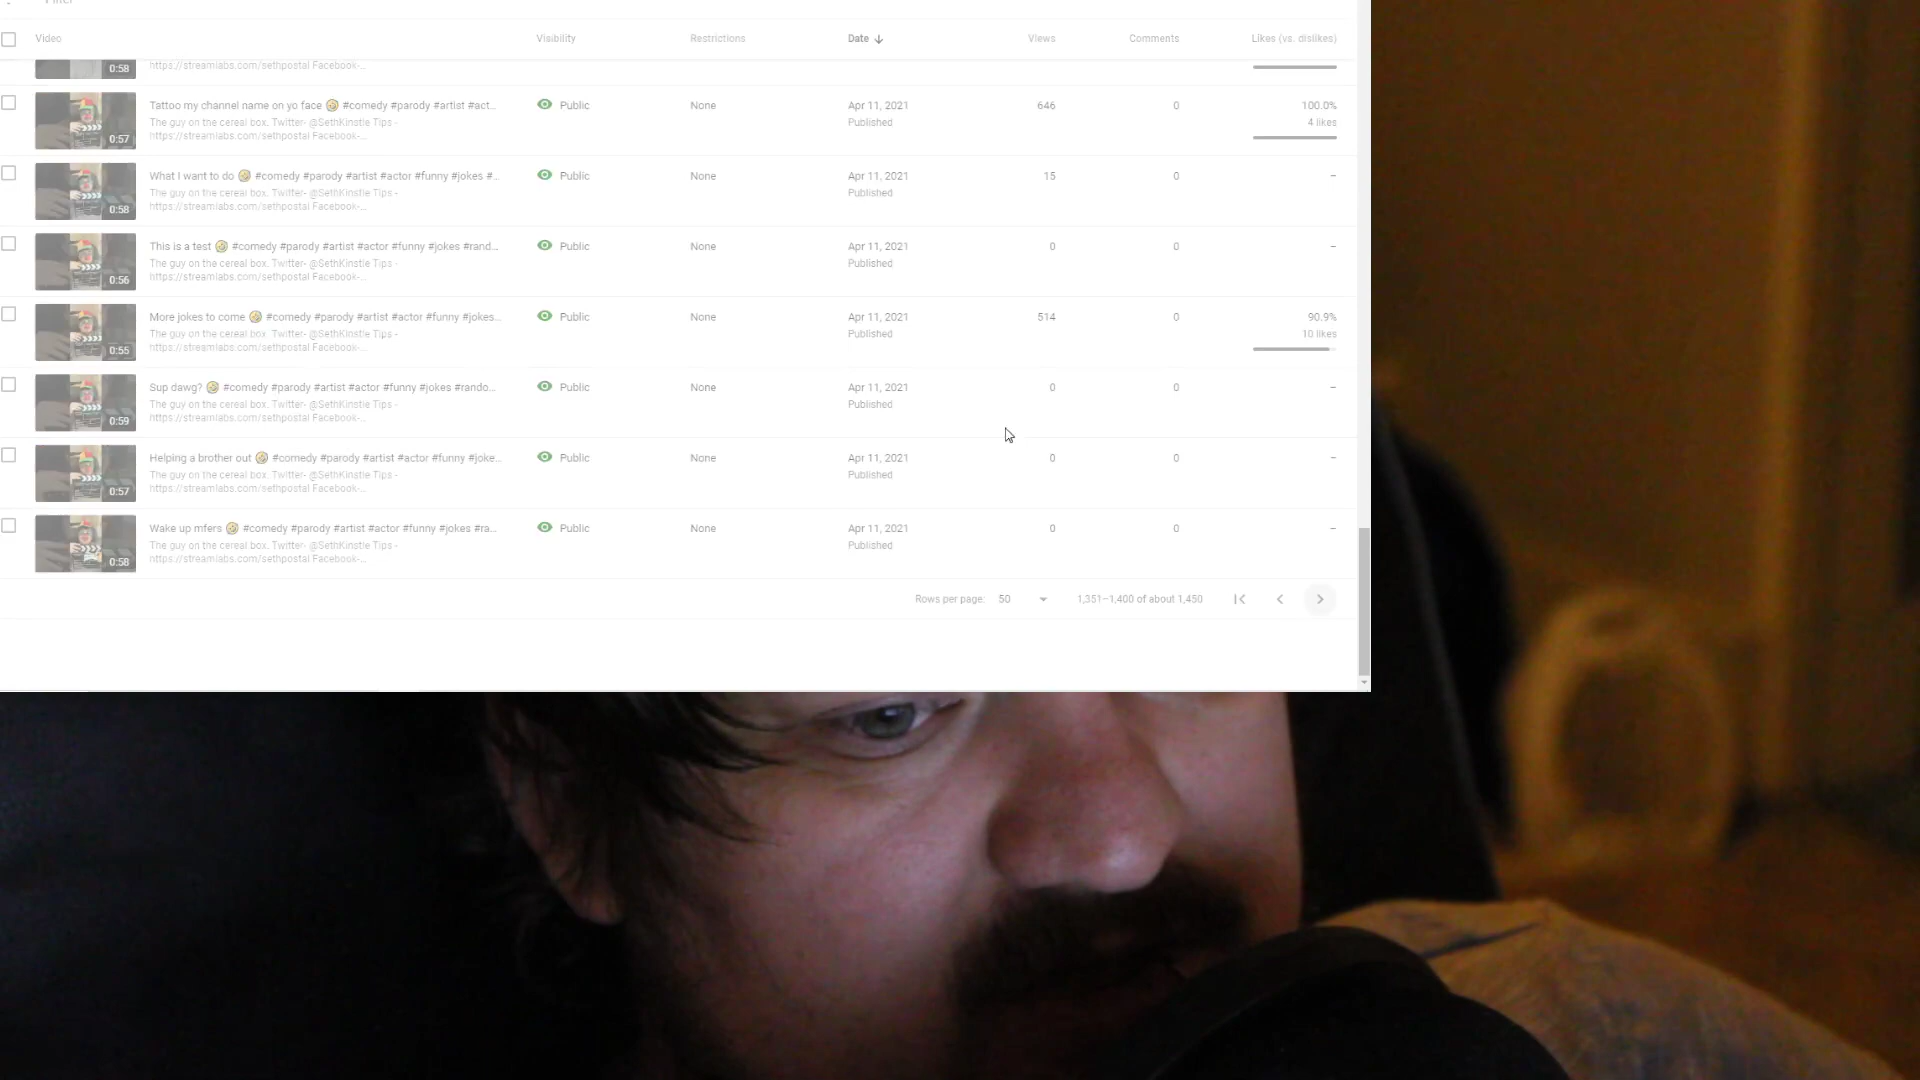 Filter
Video Visibility Restrictions Date Views Comments Likes (vs. dislikes)
0:58 https://streamlabs.com/sethpostal Facebook-...
Tattoo my channel name on yo face 🤣 #comedy #parody #artist #act... Public None Apr 11, 2021 646 0 100.0%
The guy on the cereal box. Twitter- @SethKinstle Tips - Published 4 likes
0:57 https://streamlabs.com/sethpostal Facebook-...
What I want to do 🤣 #comedy #parody #artist #actor #funny #jokes #... Public None Apr 11, 2021 15 0 –
The guy on the cereal box. Twitter- @SethKinstle Tips - Published
0:58 https://streamlabs.com/sethpostal Facebook-...
This is a test 🤣 #comedy #parody #artist #actor #funny #jokes #rand... Public None Apr 11, 2021 0 0 –
The guy on the cereal box. Twitter- @SethKinstle Tips - Published
0:56 https://streamlabs.com/sethpostal Facebook-...
More jokes to come 🤣 #comedy #parody #artist #actor #funny #jokes... Public None Apr 11, 2021 514 0 90.9%
The guy on the cereal box. Twitter- @SethKinstle Tips - Published 10 likes
0:55 https://streamlabs.com/sethpostal Facebook-...
Sup dawg? 🤣 #comedy #parody #artist #actor #funny #jokes #rando... Public None Apr 11, 2021 0 0 –
The guy on the cereal box. Twitter- @SethKinstle Tips - Published
0:59 https://streamlabs.com/sethpostal Facebook-...
Helping a brother out 🤣 #comedy #parody #artist #actor #funny #joke... Public None Apr 11, 2021 0 0 –
The guy on the cereal box. Twitter- @SethKinstle Tips - Published
0:57 https://streamlabs.com/sethpostal Facebook-...
Wake up mfers 🤣 #comedy #parody #artist #actor #funny #jokes #ra... Public None Apr 11, 2021 0 0 –
The guy on the cereal box. Twitter- @SethKinstle Tips - Published
0:58 https://streamlabs.com/sethpostal Facebook-...
Rows per page: 50 1,351–1,400 of about 1,450